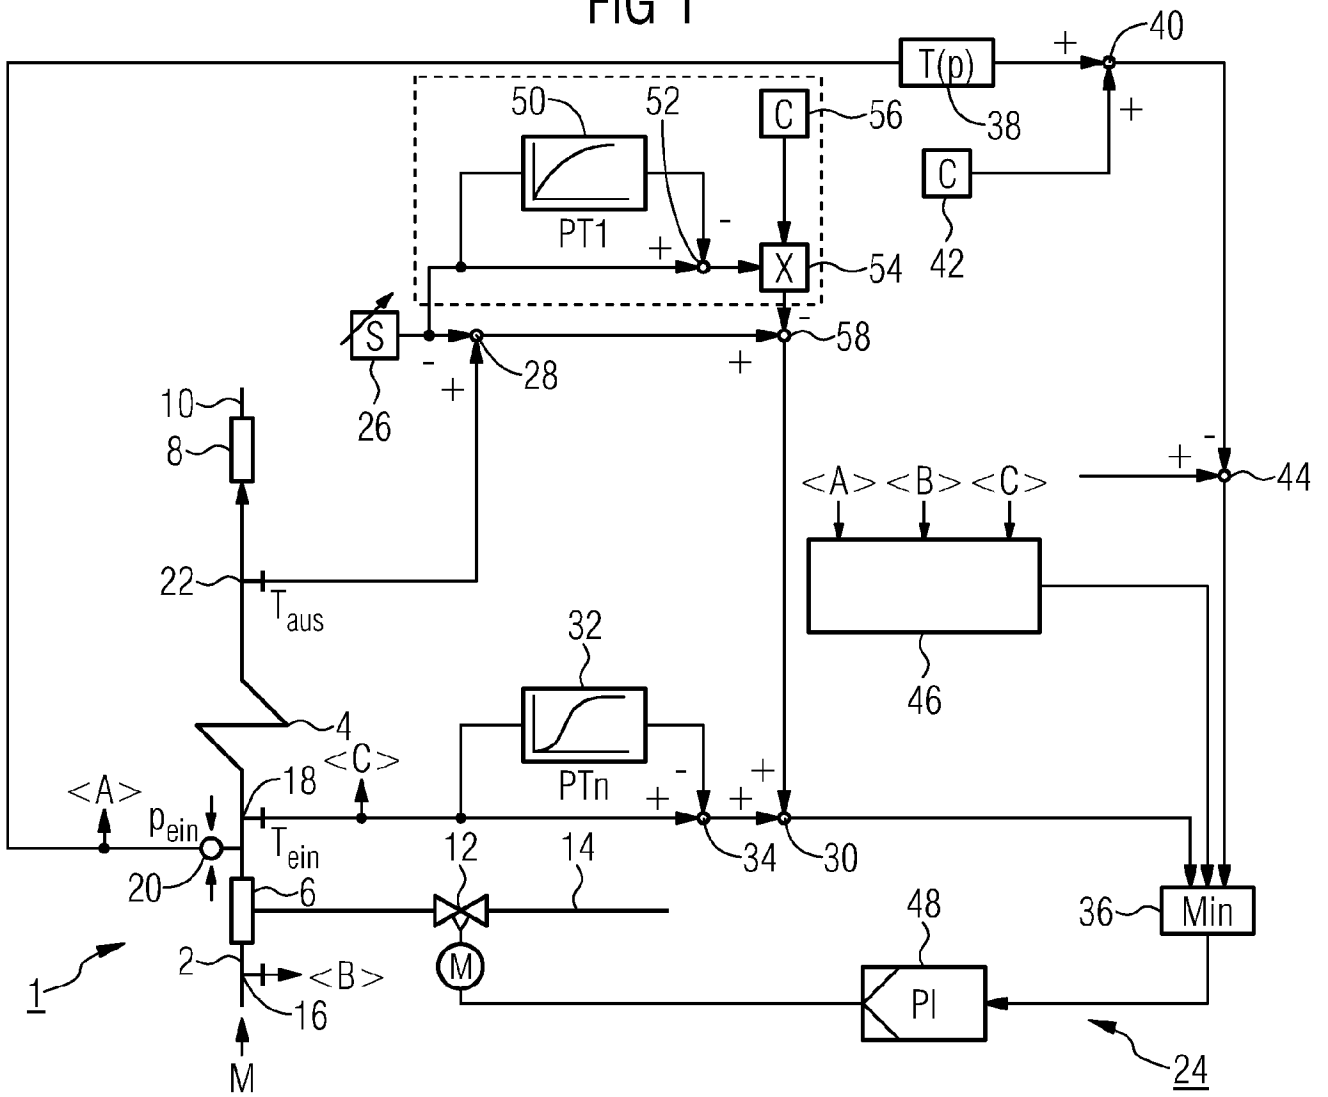 FIG 1
40
+
T(p)
38
+
50
52
C
56
C
42
PT1
-
+
X
54
S
-
28
-
58
+
+
26
10
8
-
+
44
<A> <B> <C>
22
T aus
32
46
4
<C>
PTn
-
+
18
<A>
p ein
T ein
+
+
34
30
12
14
20
6
36
Min
48
2
M
PI
<B>
1
16
24
M